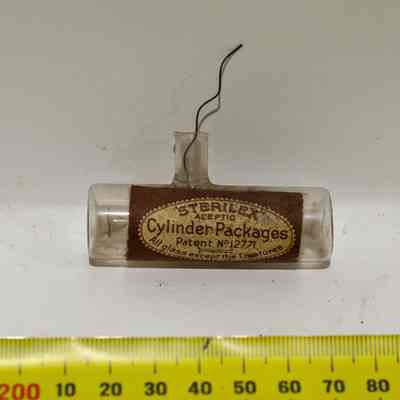 STERILEX
ASEPTIC
Cylinder Packages
Patent No 12771
All glass except the Ligatures
200 10 20 30 40 50 60 70 80